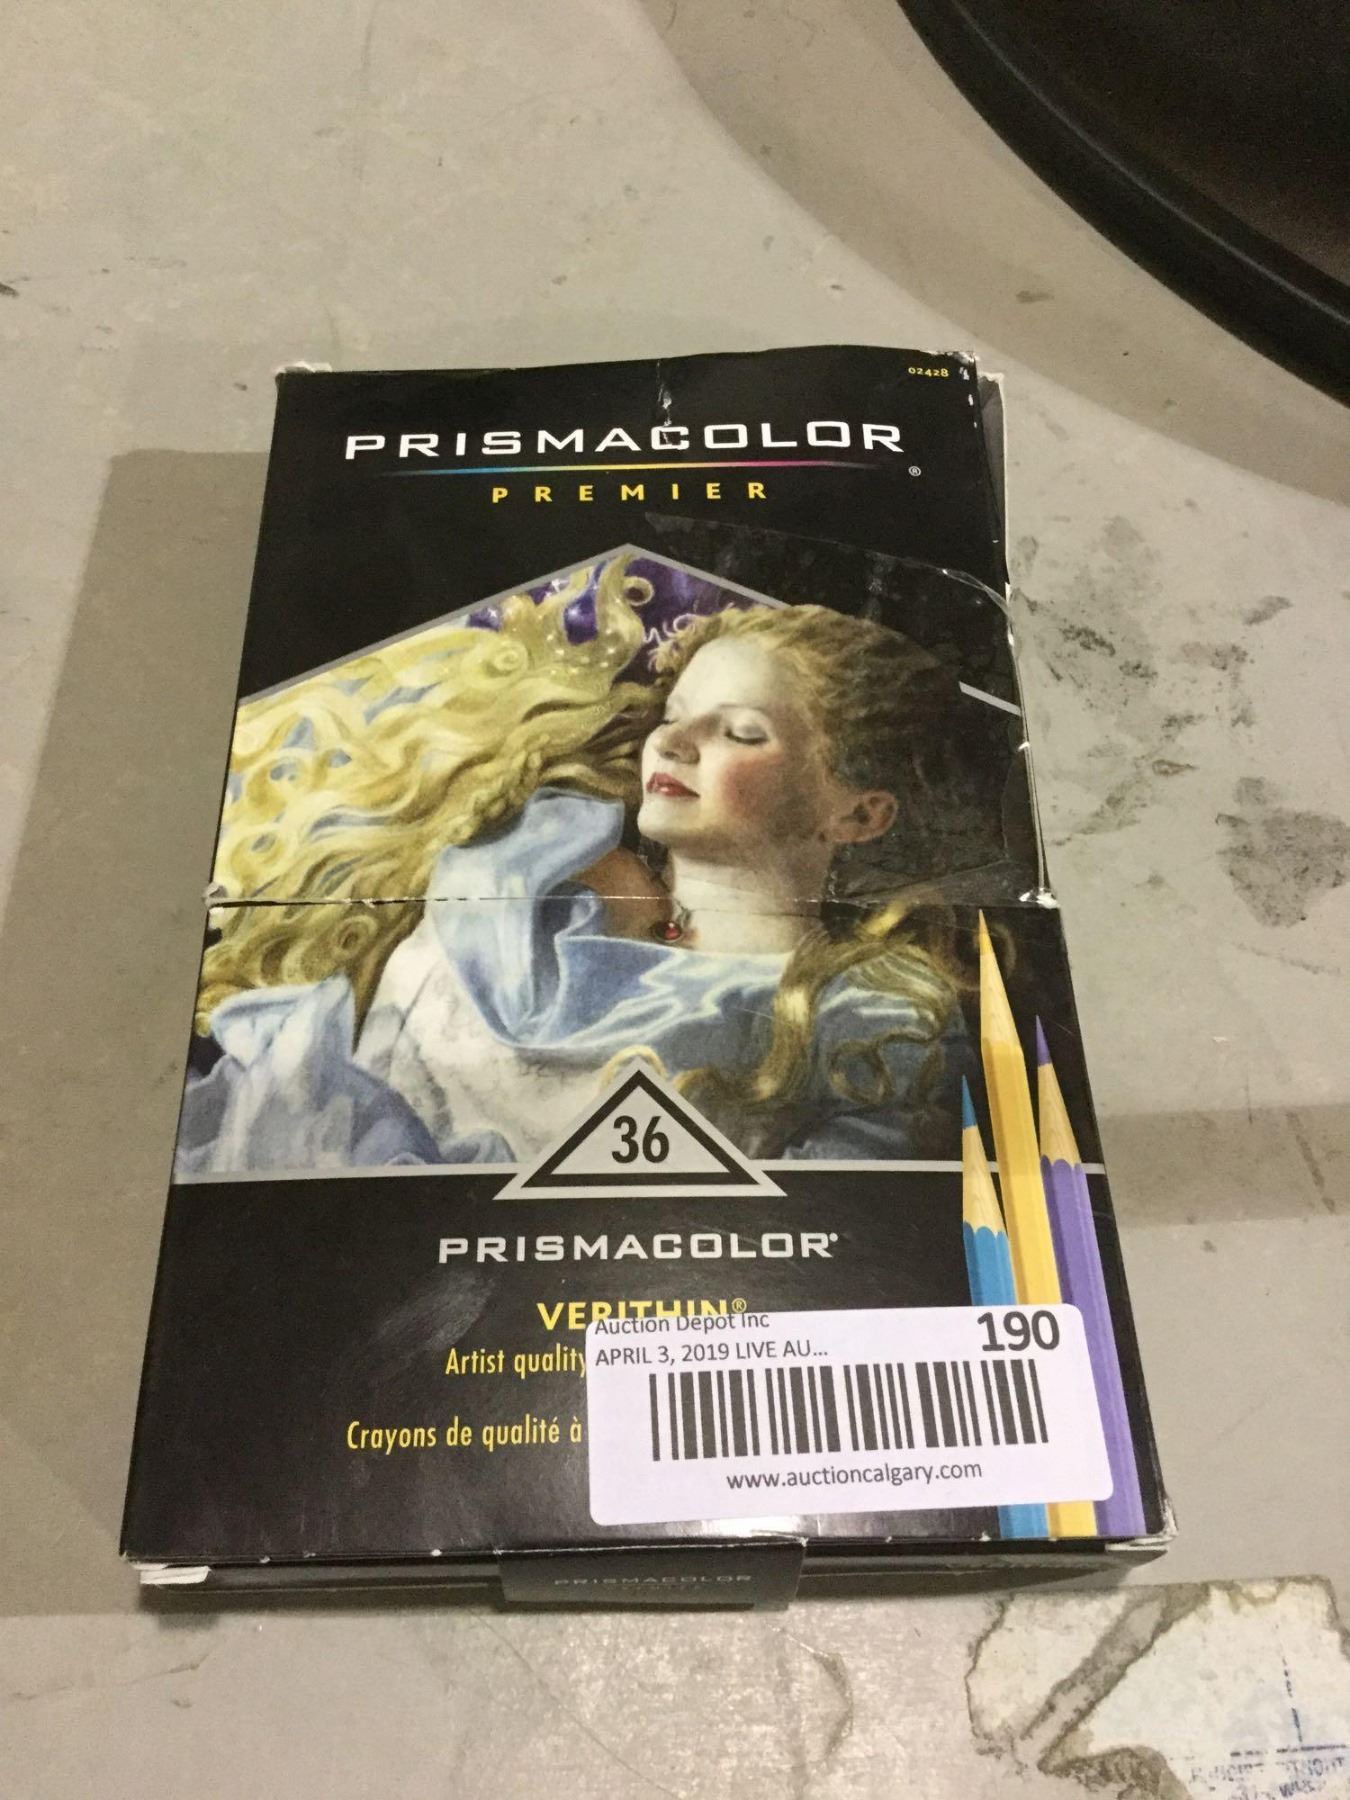 02428
PRISMACOLOR
®
PREMIER
36
PRISMACOLOR®
VERITHIN®
Artist quality
Crayons de qualité à
Auction Depot Inc
190
APRIL 3, 2019 LIVE AU...
www.auctioncalgary.com
PRISMACOLOR